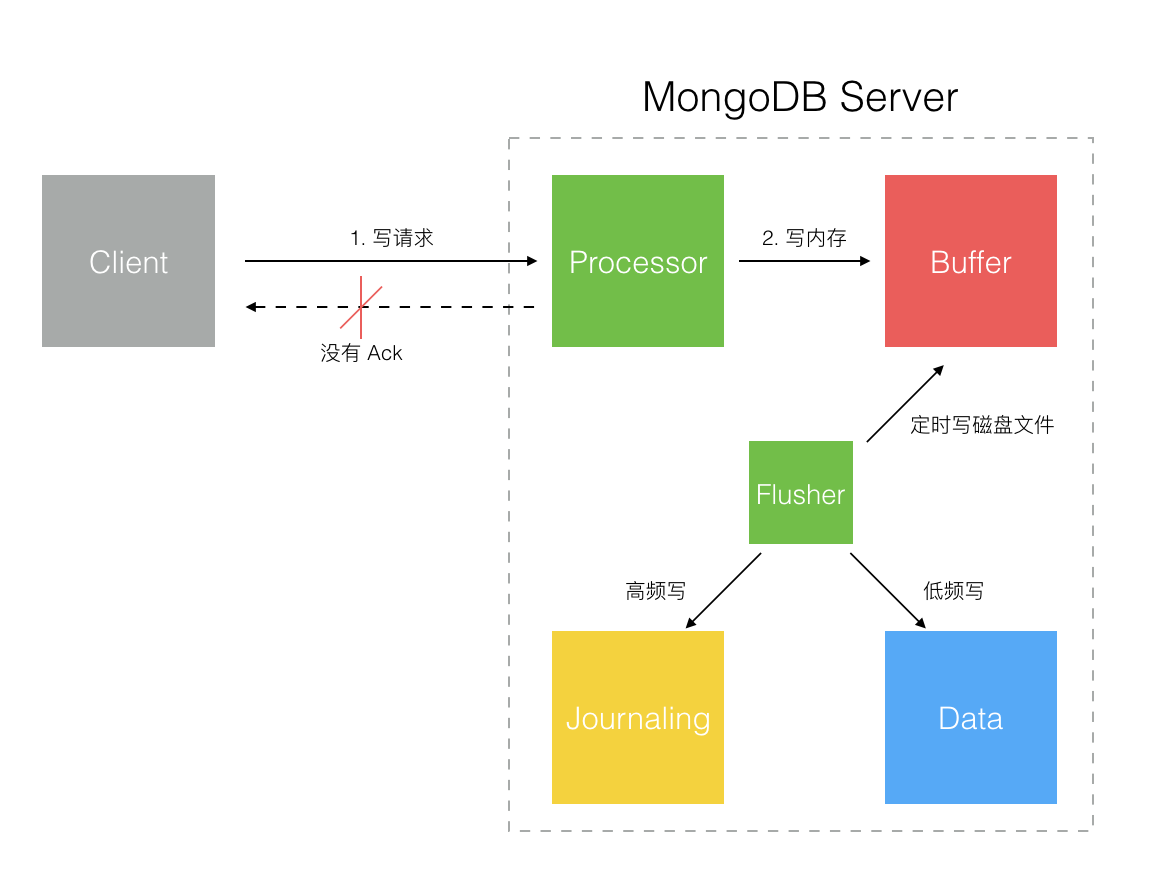 MongoDB Server
Client
1. 写请求
没有 Ack
Processor
2. 写内存
Buffer
定时写磁盘文件
Flusher
高频写
低频写
Journaling
Data